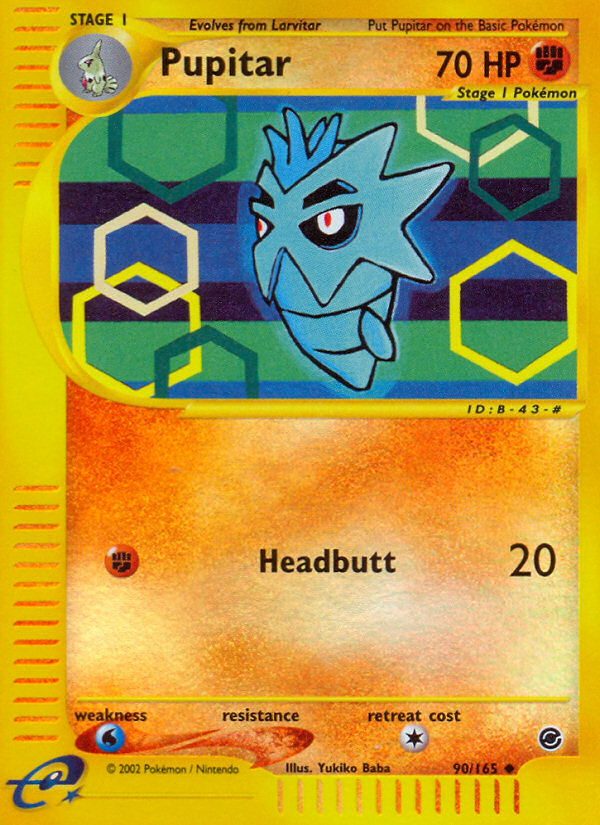 STAGE 1
Evolves from Larvitar
Put Pupitar on the Basic Pokémon
Pupitar
70 HP
Stage 1 Pokémon
ID:B-43-#
Headbutt
20
weakness
resistance
retreat cost
© 2002 Pokémon / Nintendo
Illus. Yukiko Baba
90/165
e